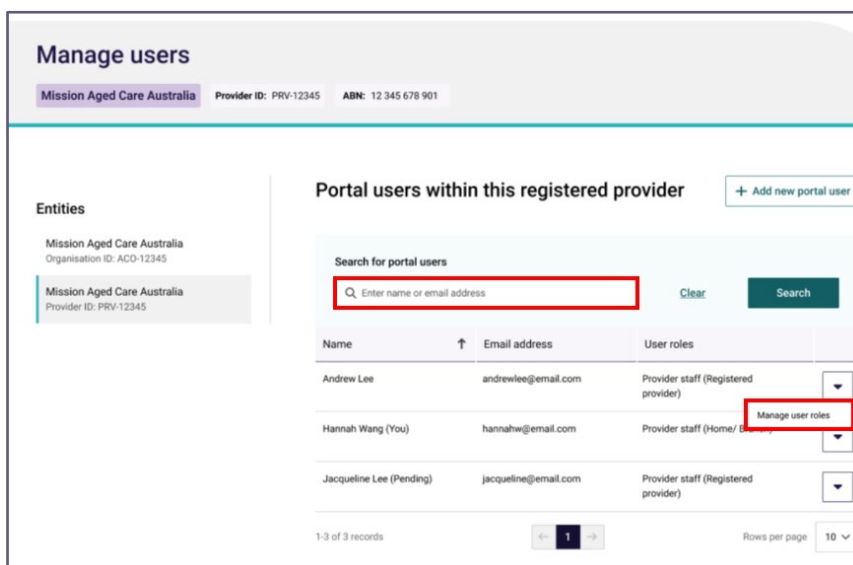 Manage users
Mission Aged Care Australia Provider ID: PRV-12345 ABN: 12 345 678 901
Entities
Mission Aged Care Australia
Organisation ID: ACO-12345
Mission Aged Care Australia
Provider ID: PRV-12345
Portal users within this registered provider
+ Add new portal user
Search for portal users
Enter name or email address Clear Search
Name ↑ Email address User roles
Andrew Lee andrewlee@email.com Provider staff (Registered
provider)
Manage user roles
Hannah Wang (You) hannahw@email.com Provider staff (Home/
Jacqueline Lee (Pending) jacqueline@email.com Provider staff (Registered
provider)
1-3 of 3 records ← 1 → Rows per page 10